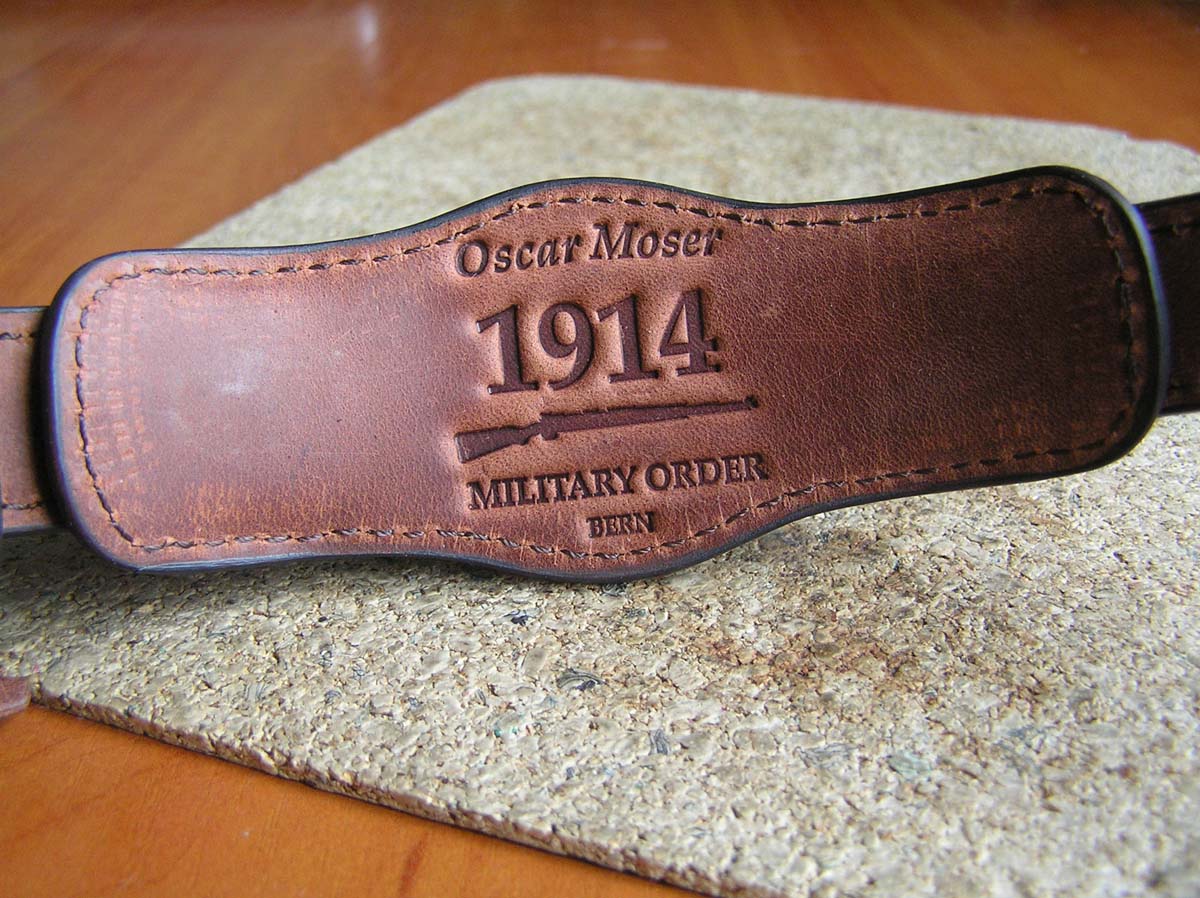 Oscar Moser
1914
MILITARY ORDER
BERN